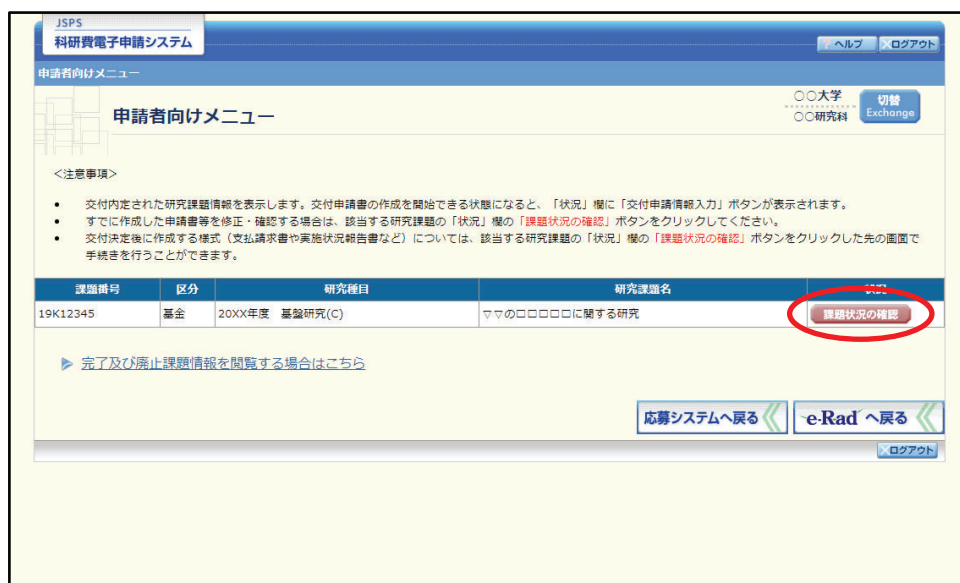 JSPS
科研費電子申請システム
ヘルプ ログアウト
申請者向けメニュー
申請者向けメニュー
○○大学
○○研究科
切替
Exchange
<注意事項>
• 交付内定された研究課題情報を表示します。交付申請書の作成を開始できる状態になると、「状況」欄に「交付申請情報入力」ボタンが表示されます。
• すでに作成した申請書等を修正・確認する場合は、該当する研究課題の「状況」欄の「課題状況の確認」ボタンをクリックしてください。
• 交付決定後に作成する様式（支払請求書や実施状況報告書など）については、該当する研究課題の「状況」欄の「課題状況の確認」ボタンをクリックした先の画面で
手続きを行うことができます。
課題番号 区分 研究種目 研究課題名 状況
19K12345 基金 20XX年度 基盤研究(C) ▽▽の□□□□□に関する研究 課題状況の確認
完了及び廃止課題情報を閲覧する場合はこちら
応募システムへ戻る e-Rad へ戻る
ログアウト